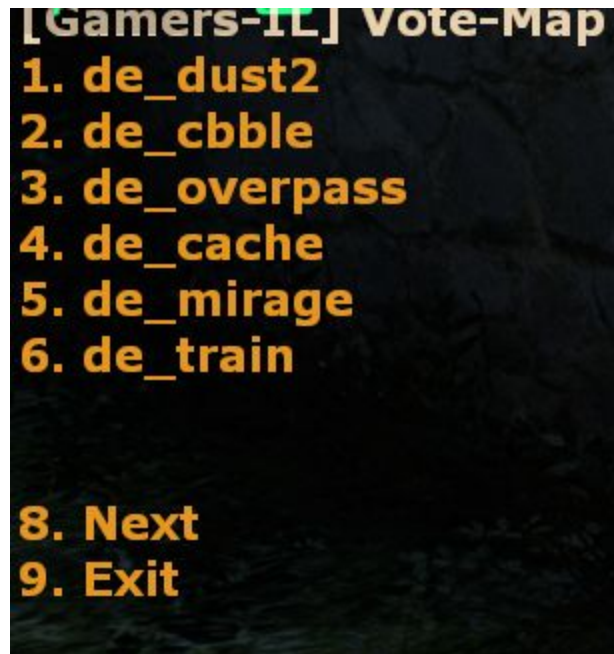 [Gamers-IL] Vote-Map
1. de_dust2
2. de_cbble
3. de_overpass
4. de_cache
5. de_mirage
6. de_train
8. Next
9. Exit